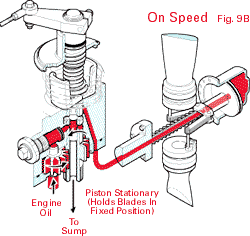 On Speed Fig. 9B
Piston Stationary
(Holds Blades In
Fixed Position)
Engine
Oil
To
Sump